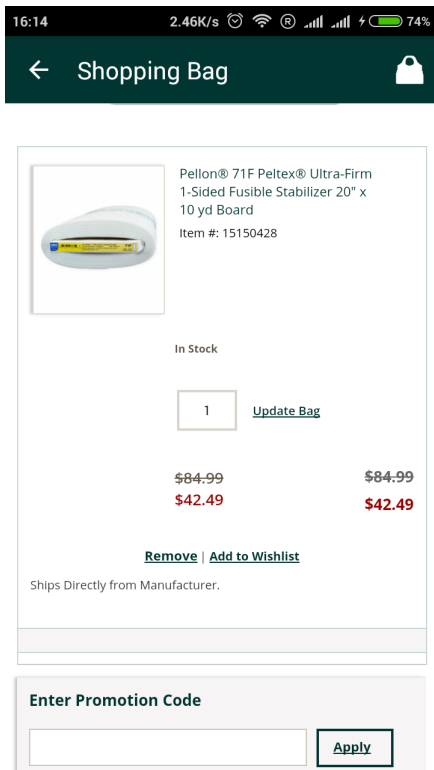 16:14
2.46K/s
R
74%
Shopping Bag
Pellon® 71F Peltex® Ultra-Firm
1-Sided Fusible Stabilizer 20" x
10 yd Board
Item #: 15150428
In Stock
1 Update Bag
$84.99 $84.99
$42.49 $42.49
Remove | Add to Wishlist
Ships Directly from Manufacturer.
Enter Promotion Code
Apply